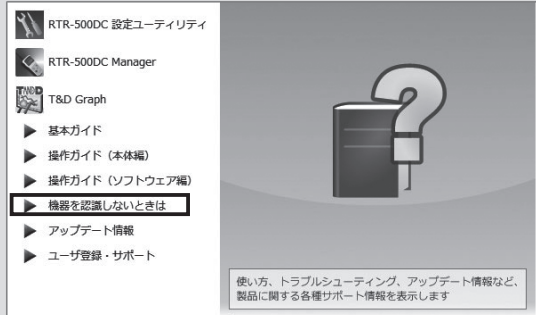 RTR-500DC 設定ユーティリティ
RTR-500DC Manager
T&D
T&D Graph
基本ガイド
操作ガイド（本体編）
操作ガイド（ソフトウェア編）
機器を認識しないときは
アップデート情報
ユーザ登録・サポート
使い方、トラブルシューティング、アップデート情報など、
製品に関する各種サポート情報を表示します